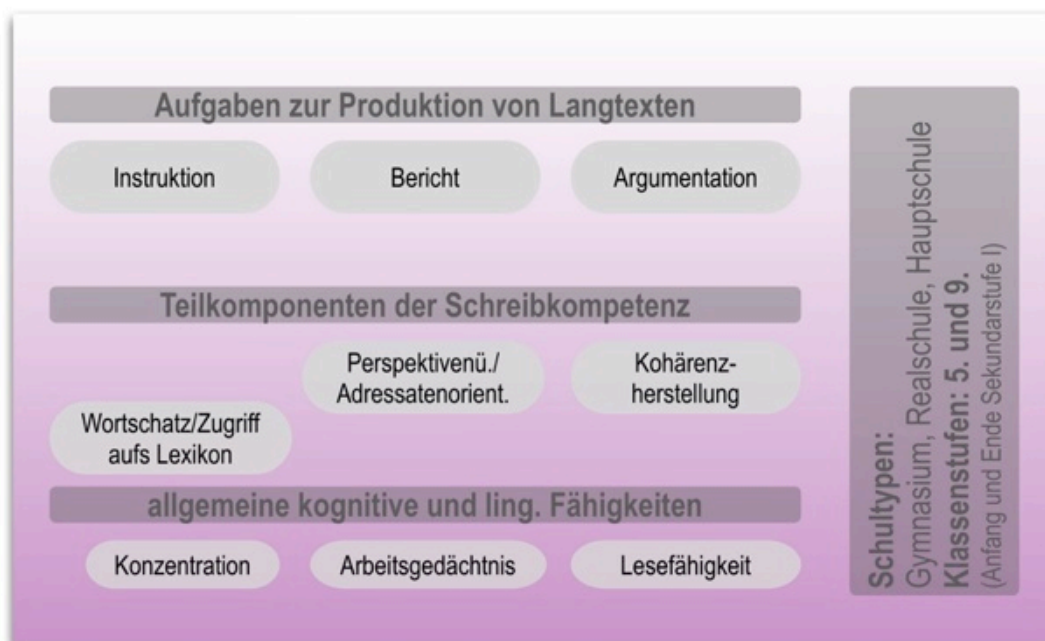 Aufgaben zur Produktion von Langtexten
Instruktion
Bericht
Argumentation
Teilkomponenten der Schreibkompetenz
Perspektivenü./
Adressatenorient.
Kohärenz-
herstellung
Wortschatz/Zugriff
aufs Lexikon
allgemeine kognitive und ling. Fähigkeiten
Konzentration
Arbeitsgedächtnis
Lesefähigkeit
Schultypen:
Gymnasium, Realschule, Hauptschule
Klassenstufen: 5. und 9.
(Anfang und Ende Sekundarstufe I)